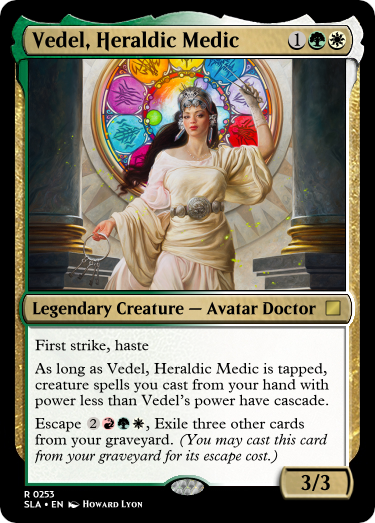 Vedel, Heraldic Medic 1
Legendary Creature — Avatar Doctor
First strike, haste
As long as Vedel, Heraldic Medic is tapped,
creature spells you cast from your hand with
power less than Vedel's power have cascade.
Escape 2, Exile three other cards
from your graveyard. (You may cast this card
from your graveyard for its escape cost.)
3/3
R 0253
SLA • EN Howard Lyon